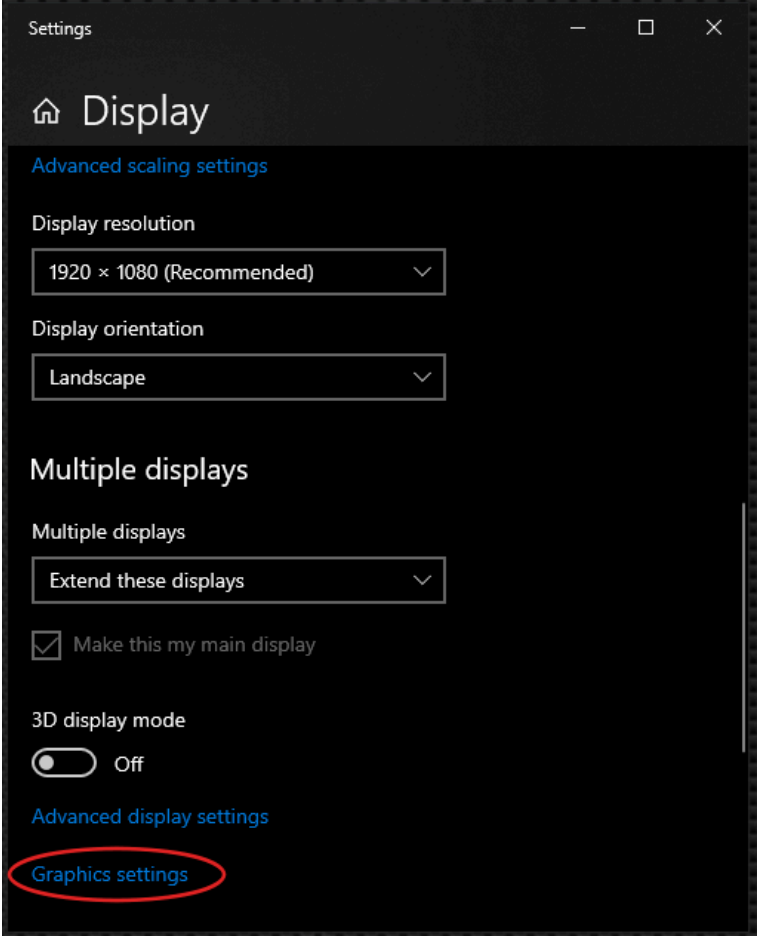 Settings
Display
Advanced scaling settings
Display resolution
1920 × 1080 (Recommended)
Display orientation
Landscape
Multiple displays
Multiple displays
Extend these displays
Make this my main display
3D display mode
Off
Advanced display settings
Graphics settings